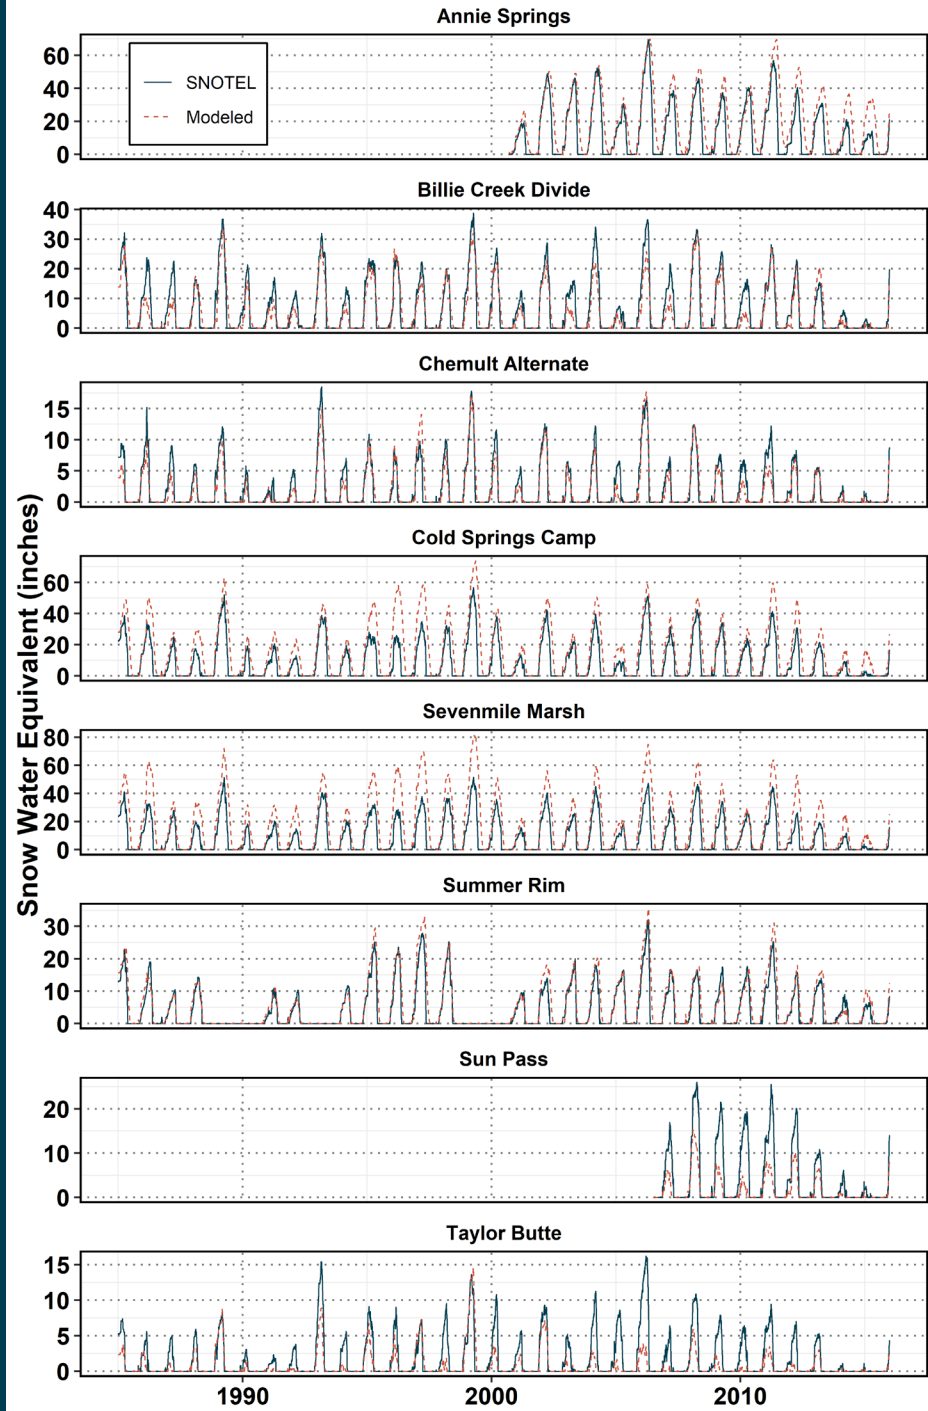 Annie Springs
60
40
20
0
SNOTEL
Modeled
Billie Creek Divide
40
30
20
10
0
Chemult Alternate
15
10
5
0
Cold Springs Camp
60
40
20
0
Snow Water Equivalent (inches)
Sevenmile Marsh
80
60
40
20
0
Summer Rim
30
20
10
0
Sun Pass
20
10
0
Taylor Butte
15
10
5
0
1990 2000 2010